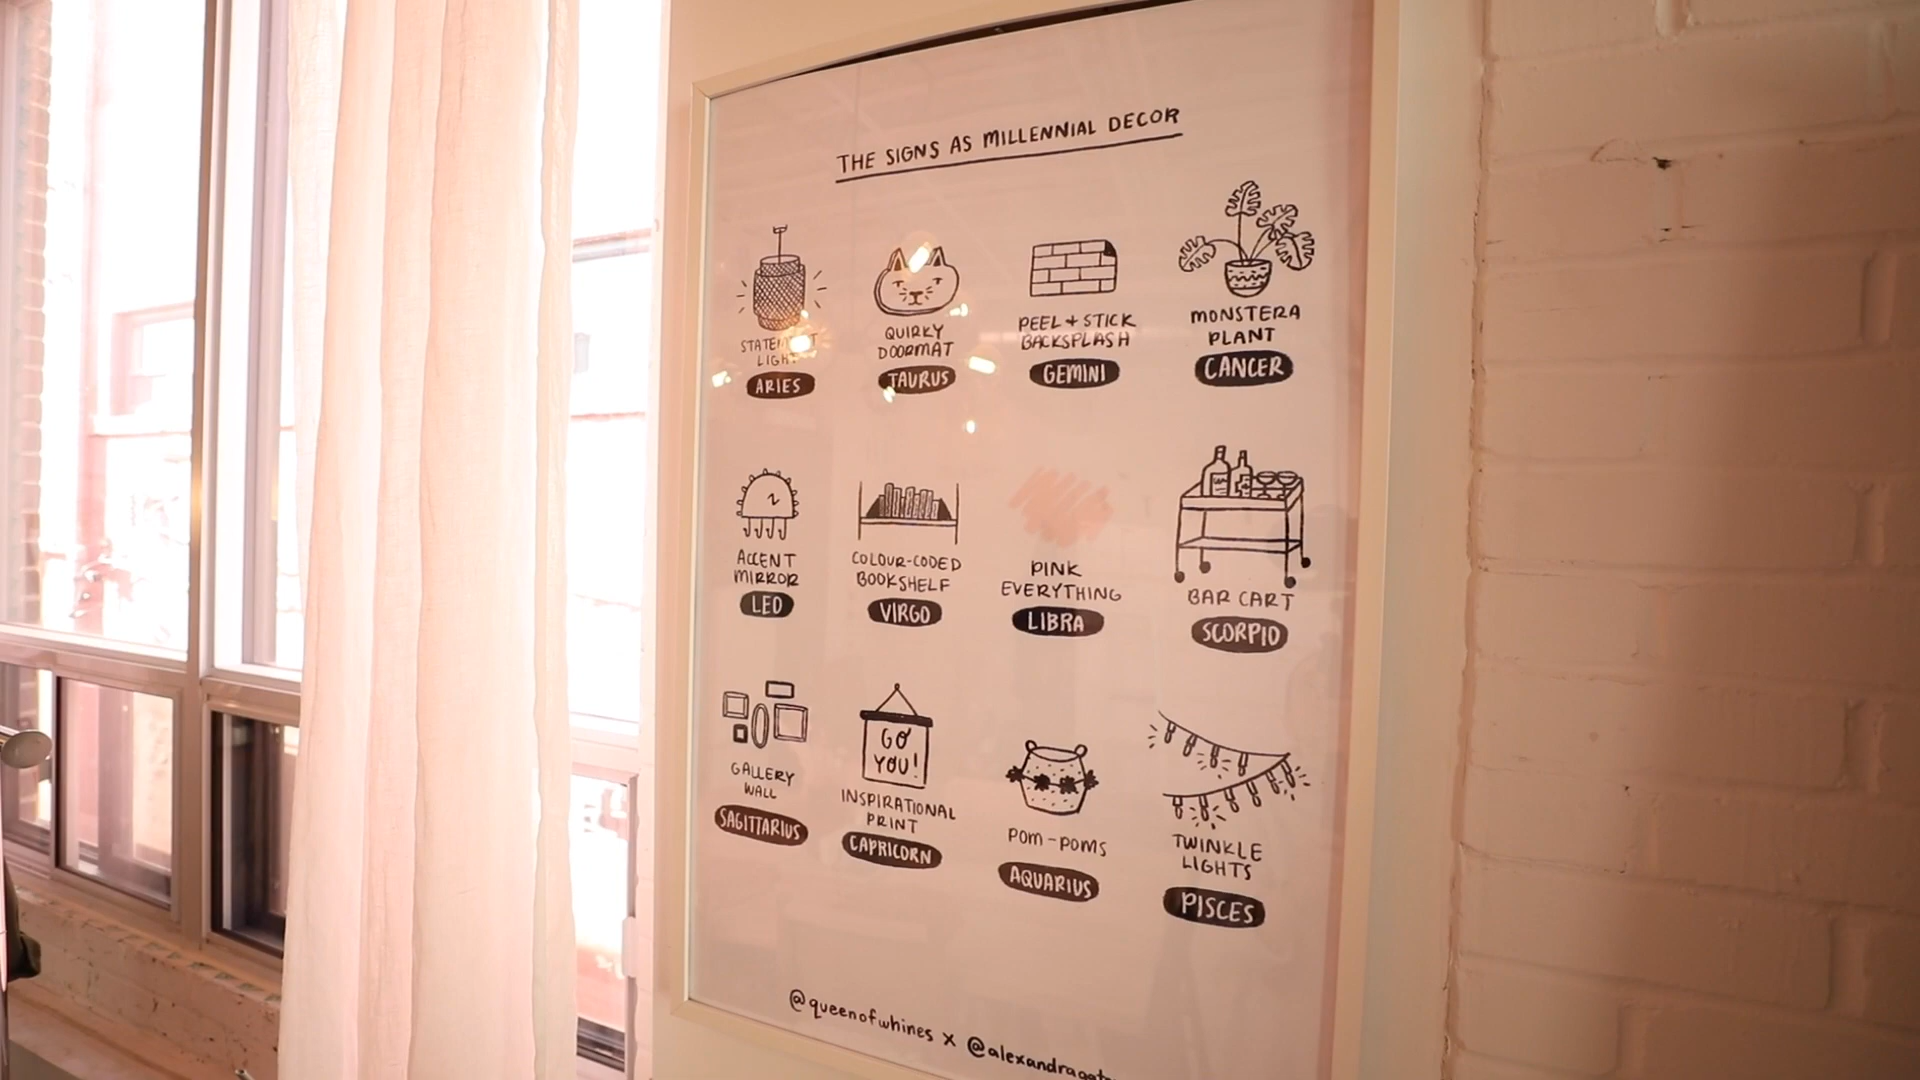 THE SIGNS AS MILLENNIAL DECOR
STATEMENT
LIGHT
ARIES
QUIRKY
DOORMAT
TAURUS
PEEL + STICK
BACKSPLASH
GEMINI
MONSTERA
PLANT
CANCER
ACCENT
MIRROR
LEO
COLOUR-CODED
BOOKSHELF
VIRGO
PINK
EVERYTHING
LIBRA
BAR CART
SCORPIO
GALLERY
WALL
SAGITTARIUS
GO
YOU!
INSPIRATIONAL
PRINT
CAPRICORN
POM-POMS
AQUARIUS
TWINKLE
LIGHTS
PISCES
@queenofwhines x